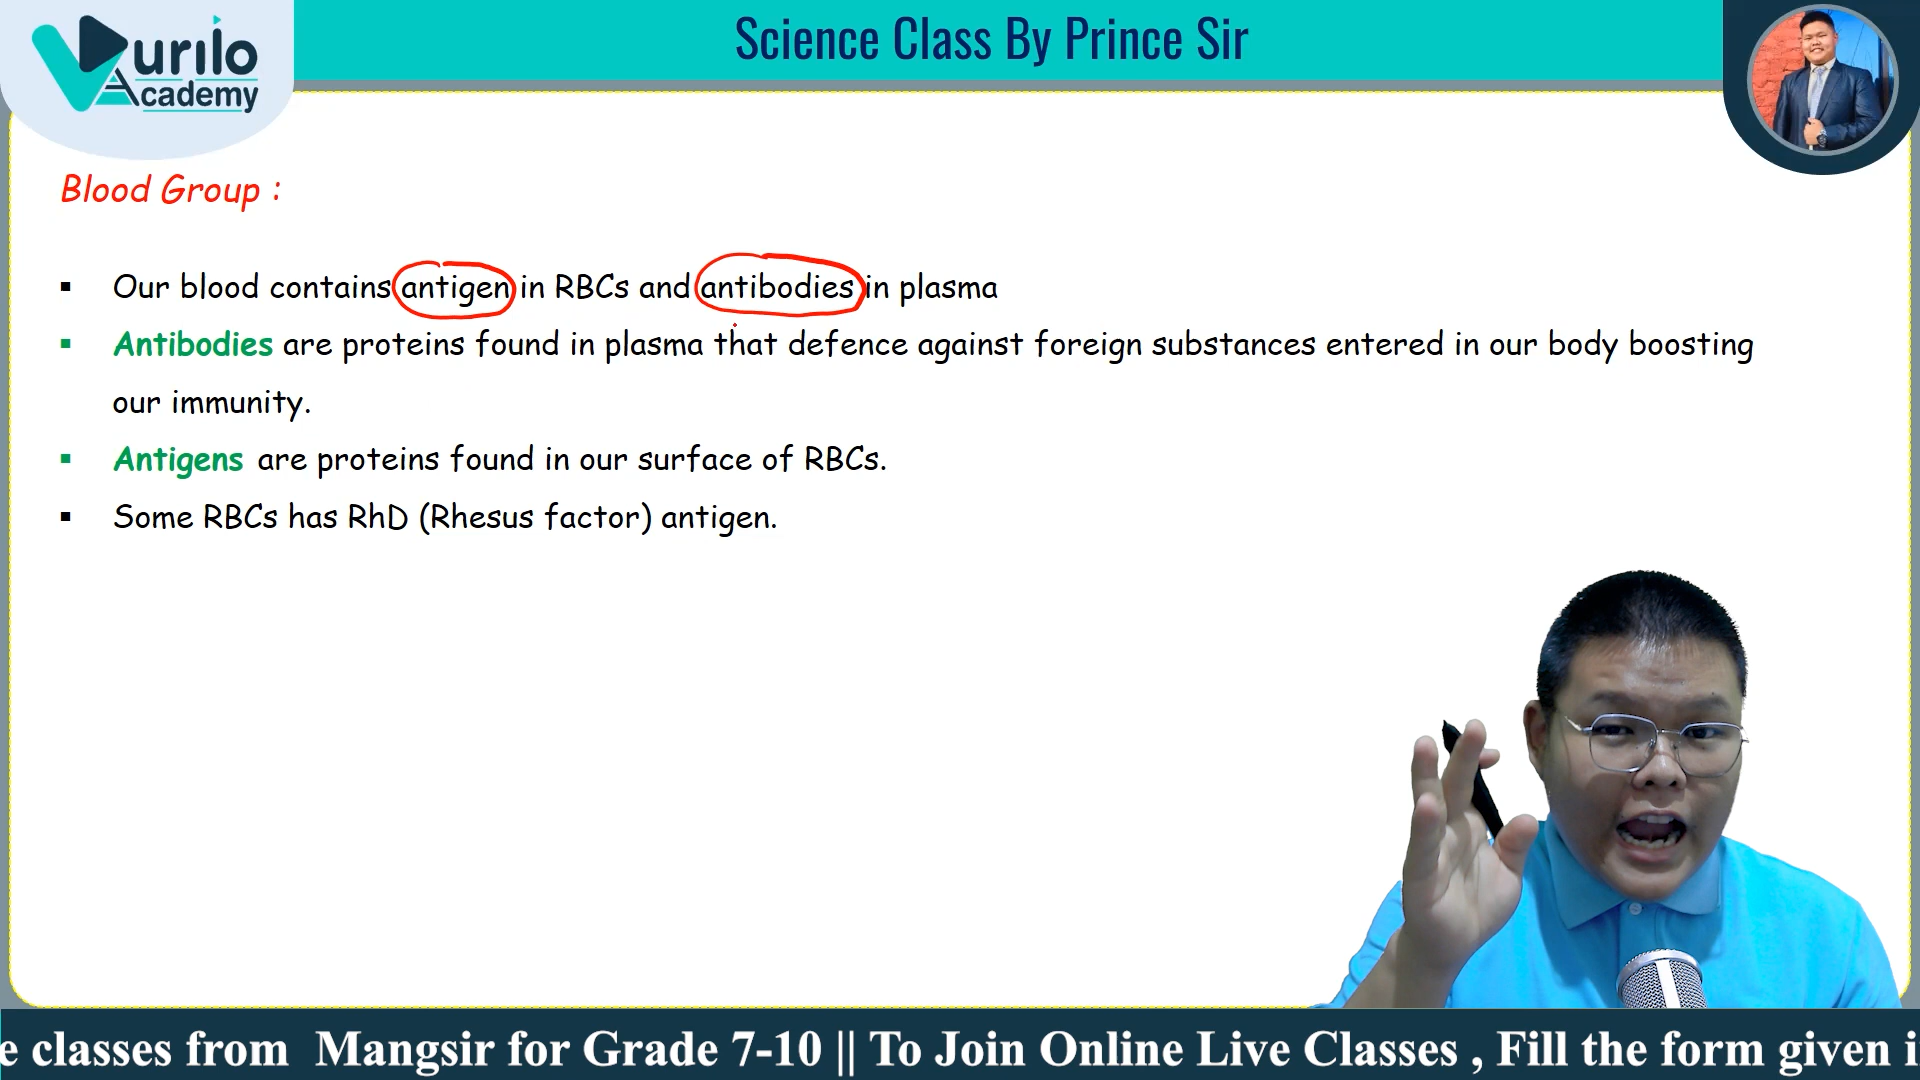 Vurilo
Academy
Science Class By Prince Sir
Blood Group :
▪ Our blood contains antigen in RBCs and antibodies in plasma
▪ Antibodies are proteins found in plasma that defence against foreign substances entered in our body boosting
our immunity.
▪ Antigens are proteins found in our surface of RBCs.
▪ Some RBCs has RhD (Rhesus factor) antigen.
e classes from Mangsir for Grade 7-10 || To Join Online Live Classes , Fill the form given i